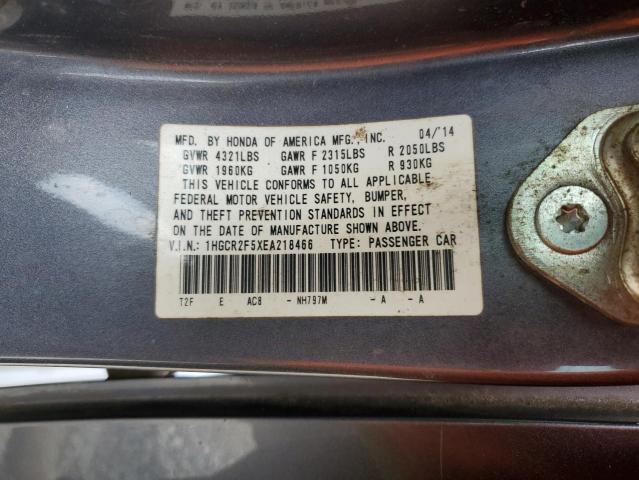 MFD. BY HONDA OF AMERICA MFG., INC. 04/'14
GVWR 4321LBS GAWR F 2315LBS R 2050LBS
GVWR 1960KG GAWR F 1050KG R 930KG
THIS VEHICLE CONFORMS TO ALL APPLICABLE
FEDERAL MOTOR VEHICLE SAFETY, BUMPER,
AND THEFT PREVENTION STANDARDS IN EFFECT
ON THE DATE OF MANUFACTURE SHOWN ABOVE.
V.I.N.: 1HGCR2F5XEA218466 TYPE: PASSENGER CAR
T2F E AC8 - NH797M - A - A